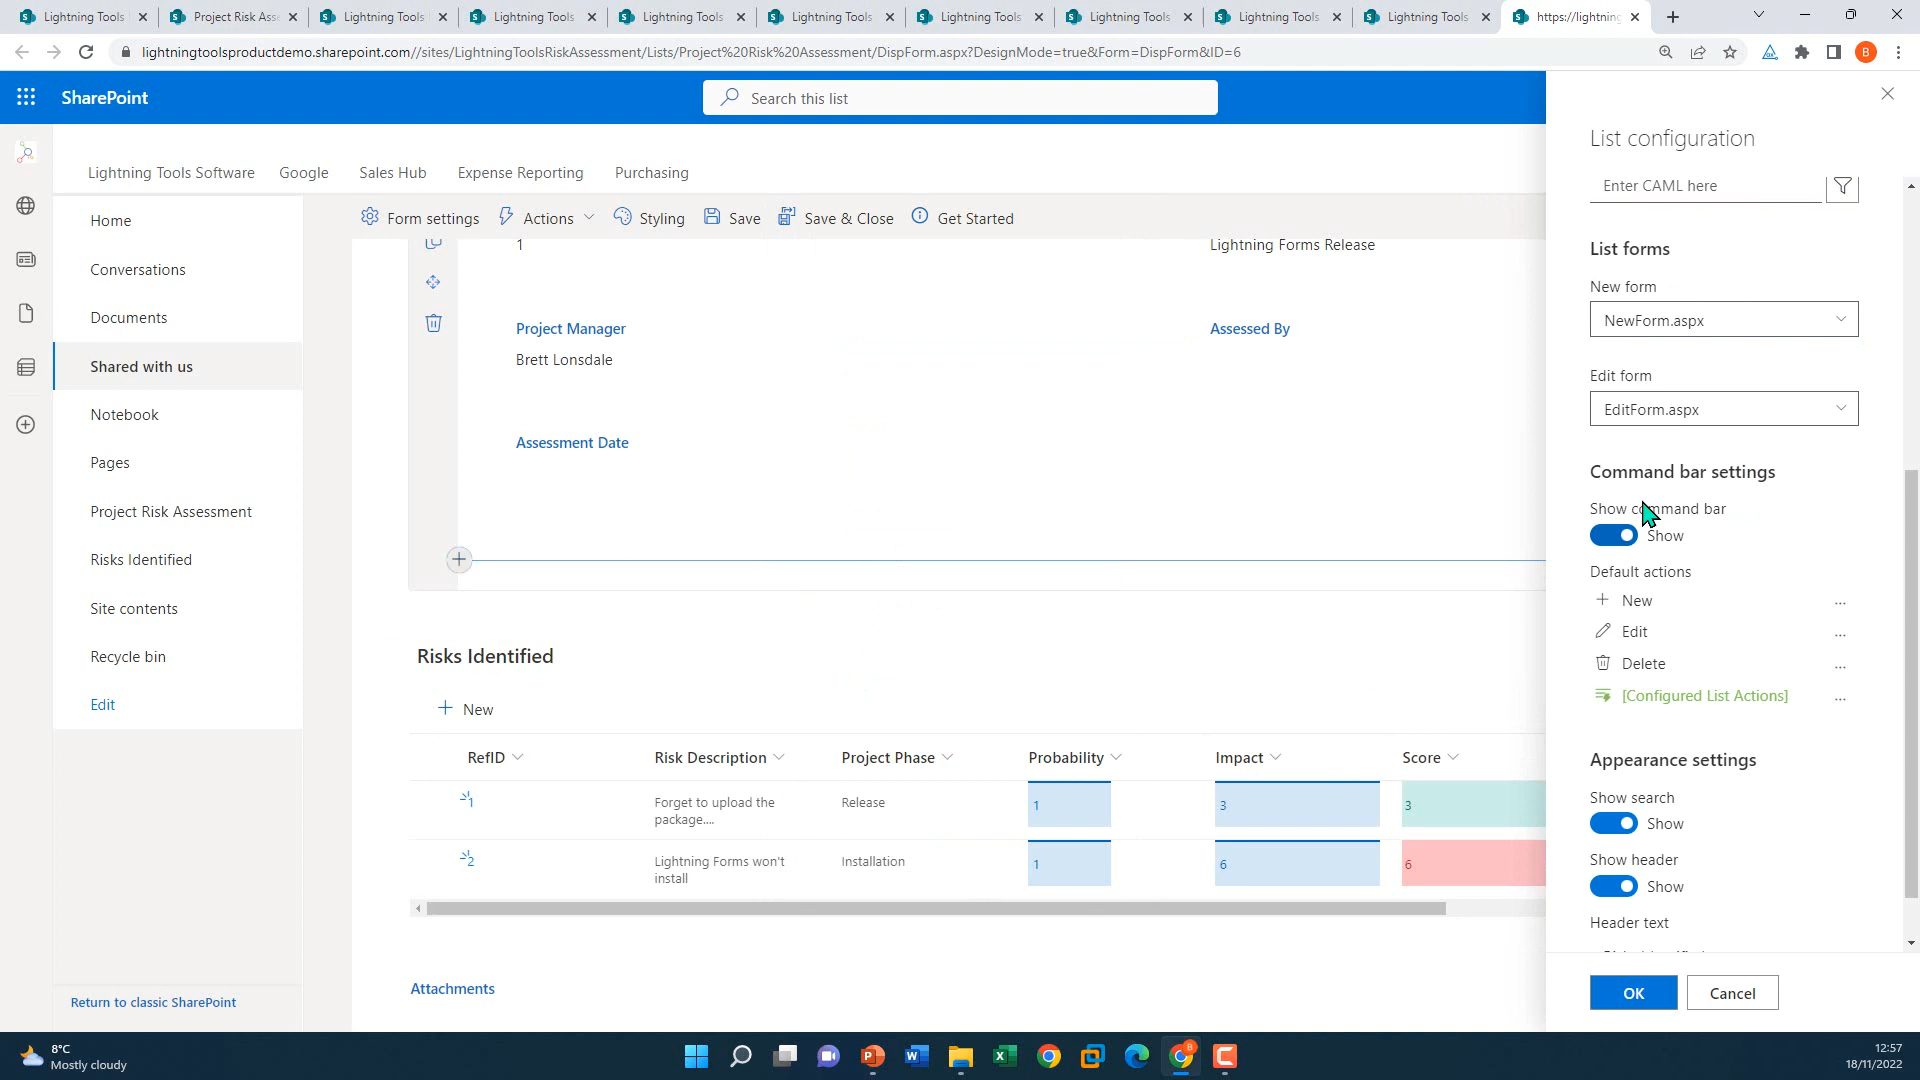 Lightning Tools
Project Risk Ass
Lightning Tools
Lightning Tools
Lightning Tools
Lightning Tools
Lightning Tools
Lightning Tools
Lightning Tools
Lightning Tools
https://lightning
lightningtoolsproductdemo.sharepoint.com//sites/LightningToolsRiskAssessment/Lists/Project%20Risk%20Assessment/DispForm.aspx?DesignMode=true&Form=DispForm&ID=6
B
SharePoint
Search this list
Lightning Tools Software
Google
Sales Hub
Expense Reporting
Purchasing
Home
Conversations
Documents
Shared with us
Notebook
Pages
Project Risk Assessment
Risks Identified
Site contents
Recycle bin
Edit
Return to classic SharePoint
Form settings
Actions
Styling
Save
Save & Close
Get Started
1
Lightning Forms Release
Project Manager
Assessed By
Brett Lonsdale
Assessment Date
Risks Identified
New
RefID
Risk Description
Project Phase
Probability
Impact
Score
1
Forget to upload the
package....
Release
1
3
3
2
Lightning Forms won't
install
Installation
1
6
6
Attachments
List configuration
Enter CAML here
List forms
New form
NewForm.aspx
Edit form
EditForm.aspx
Command bar settings
Show command bar
Show
Default actions
New
...
Edit
...
Delete
...
[Configured List Actions]
...
Appearance settings
Show search
Show
Show header
Show
Header text
OK
Cancel
8°C
Mostly cloudy
B
12:57
18/11/2022